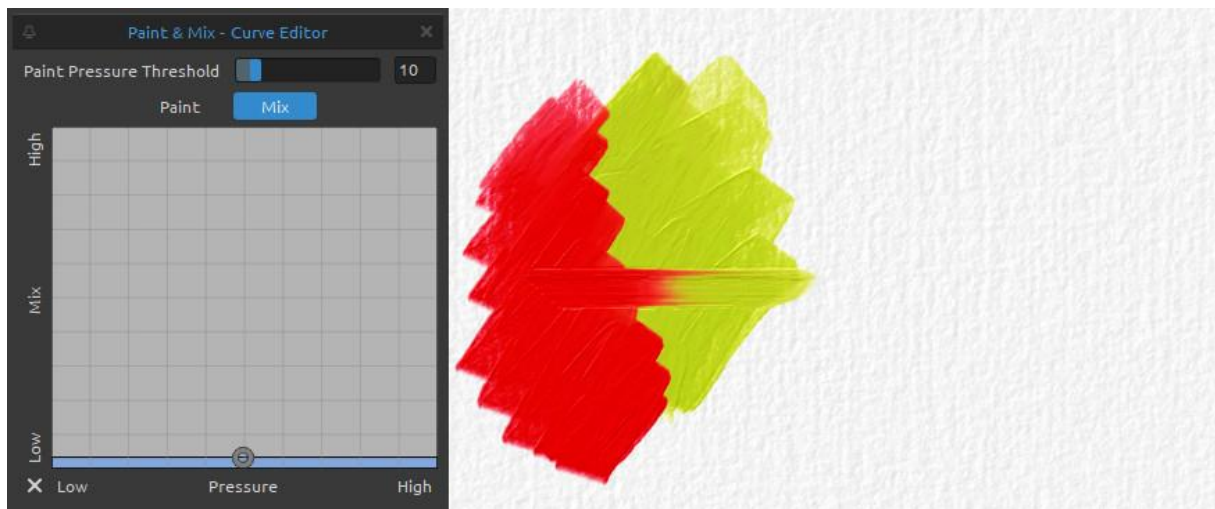 Paint & Mix - Curve Editor
Paint Pressure Threshold 10
Paint Mix
High
Mix
Low
Low Pressure High